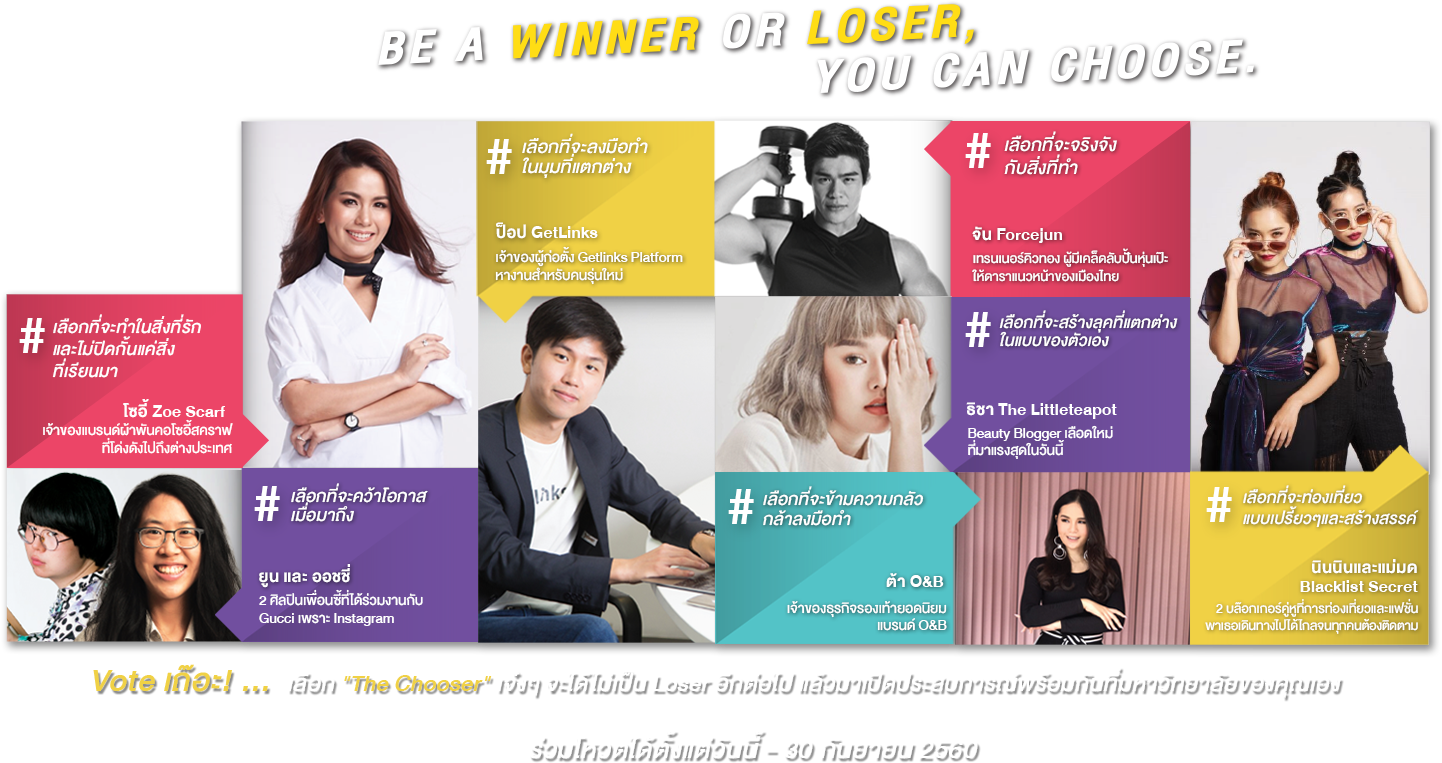 BE A WINNER OR LOSER,
YOU CAN CHOOSE.
# เลือกที่จะทำในสิ่งที่รัก
และไม่ปิดกั้นแค่สิ่ง
ที่เรียนมา
โซอี้ Zoe Scarf
เจ้าของแบรนด์ผ้าพันคอโซอี้สคราฟ
ที่โด่งดังไปถึงต่างประเทศ
# เลือกที่จะลงมือทำ
ในมุมที่แตกต่าง
ป็อป GetLinks
เจ้าของผู้ก่อตั้ง Getlinks Platform
หางานสำหรับคนรุ่นใหม่
# เลือกที่จะจริงจัง
กับสิ่งที่ทำ
จัน Forcejun
เทรนเนอร์คิวทอง ผู้มีเคล็ดลับปั้นหุ่นเป๊ะ
ให้ดาราแนวหน้าของเมืองไทย
# เลือกที่จะสร้างลุคที่แตกต่าง
ในแบบของตัวเอง
ธิชา The Littleteapot
Beauty Blogger เลือดใหม่
ที่มาแรงสุดในวันนี้
# เลือกที่จะคว้าโอกาส
เมื่อมาถึง
ยูน และ ออชชี่
2 ศิลปินเพื่อนซี้ที่ได้ร่วมงานกับ
Gucci เพราะ Instagram
# เลือกที่จะข้ามความกลัว
กล้าลงมือทำ
ต้า O&B
เจ้าของธุรกิจรองเท้ายอดนิยม
แบรนด์ O&B
# เลือกที่จะท่องเที่ยว
แบบเปรี้ยวๆและสร้างสรรค์
นินนินและแม่มด
Blacklist Secret
2 บล๊อกเกอร์คู่หูที่การท่องเที่ยวและแฟชั่น
พาเธอเดินทางไปได้ไกลจนทุกคนต้องติดตาม
Vote เถ๊อะ! ... เลือก "The Chooser" เจ๋งๆ จะได้ไม่เป็น Loser อีกต่อไป แล้วมาเปิดประสบการณ์พร้อมกันที่มหาวิทยาลัยของคุณเอง
ร่วมโหวตได้ตั้งแต่วันนี้ - 30 กันยายน 2560